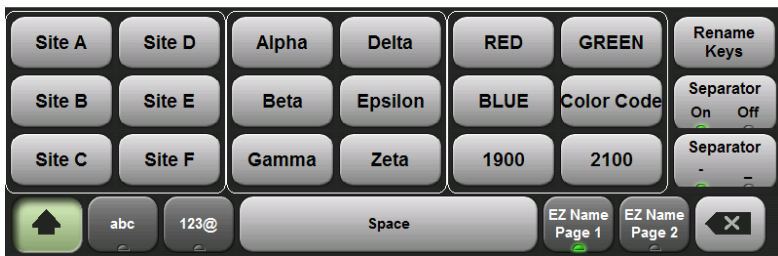 Site A Site D Alpha Delta RED GREEN Rename
Keys
Site B Site E Beta Epsilon BLUE Color Code Separator
On Off
Site C Site F Gamma Zeta 1900 2100 Separator
- _
abc 123@ Space EZ Name
Page 1 EZ Name
Page 2